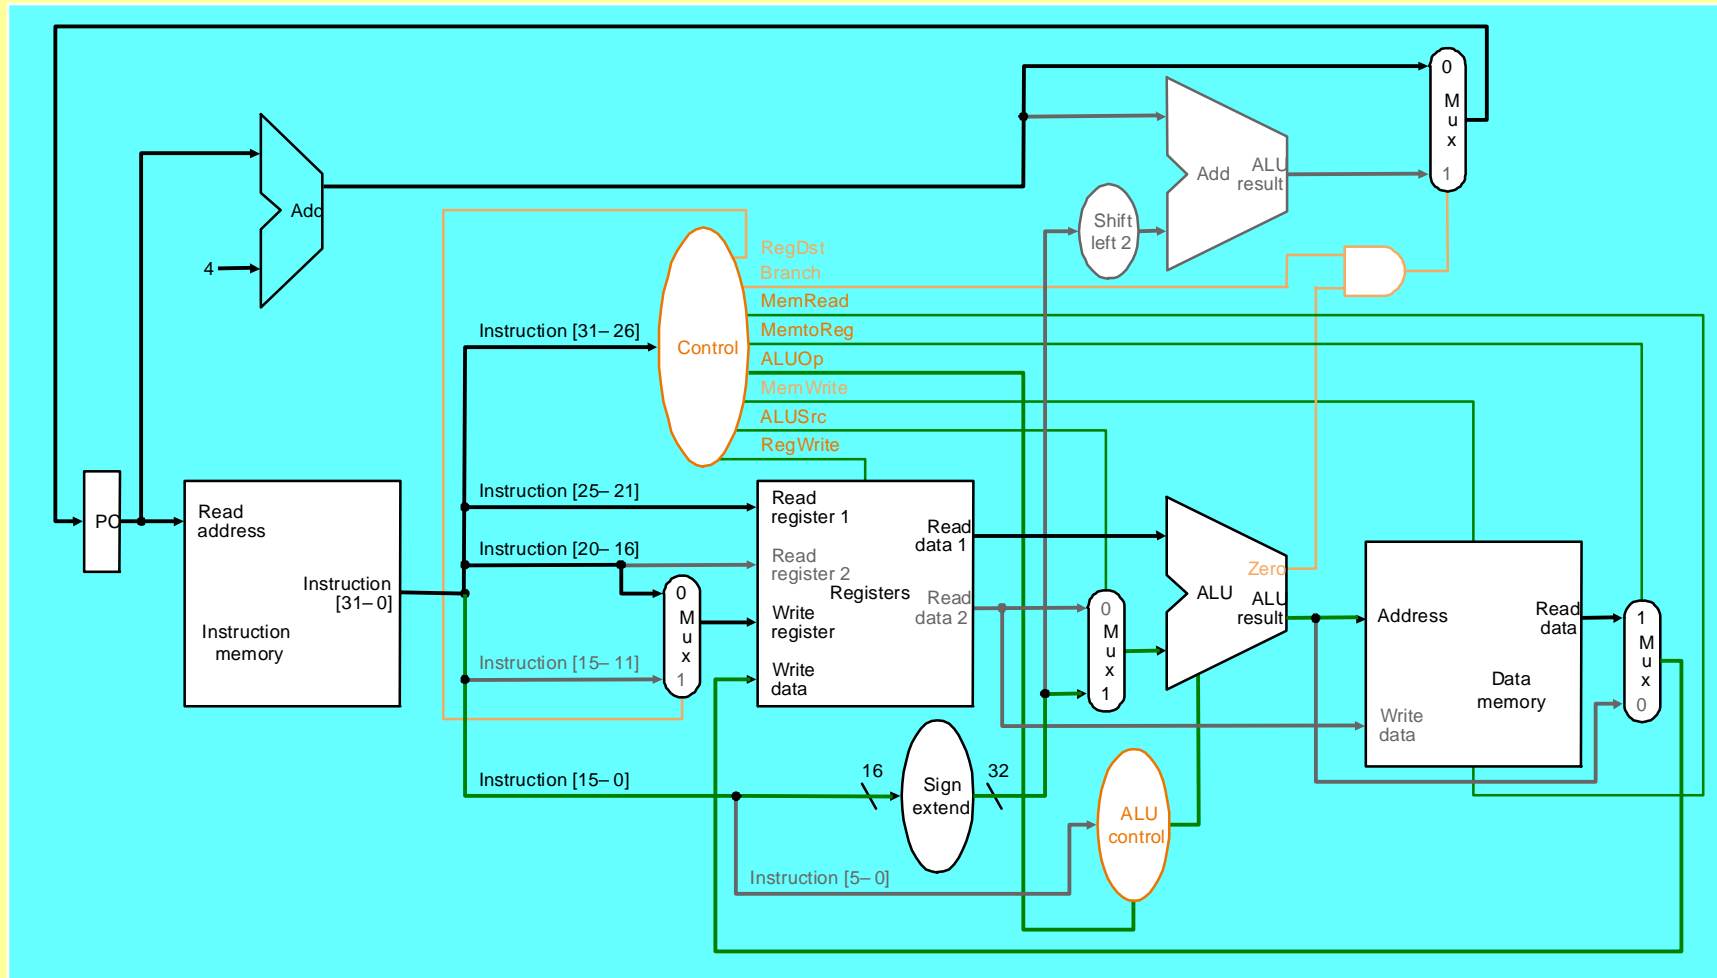 0
M
u
x
1
Add
ALU
result
Shift
left 2
Add
4
RegDst
Branch
MemRead
MemtoReg
ALUOp
MemWrite
ALUSrc
RegWrite
Control
Instruction [31–26]
Instruction [25–21]
Instruction [20–16]
Instruction [15–11]
Instruction [15–0]
Instruction [5–0]
PC
Read
address
Instruction
[31–0]
Instruction
memory
0
M
u
x
1
Read
register 1
Read
register 2
Write
register
Write
data
Registers
Read
data 1
Read
data 2
0
M
u
x
1
Zero
ALU
ALU
result
Address
Read
data
Data
memory
Write
data
1
M
u
x
0
16
Sign
extend
32
ALU
control